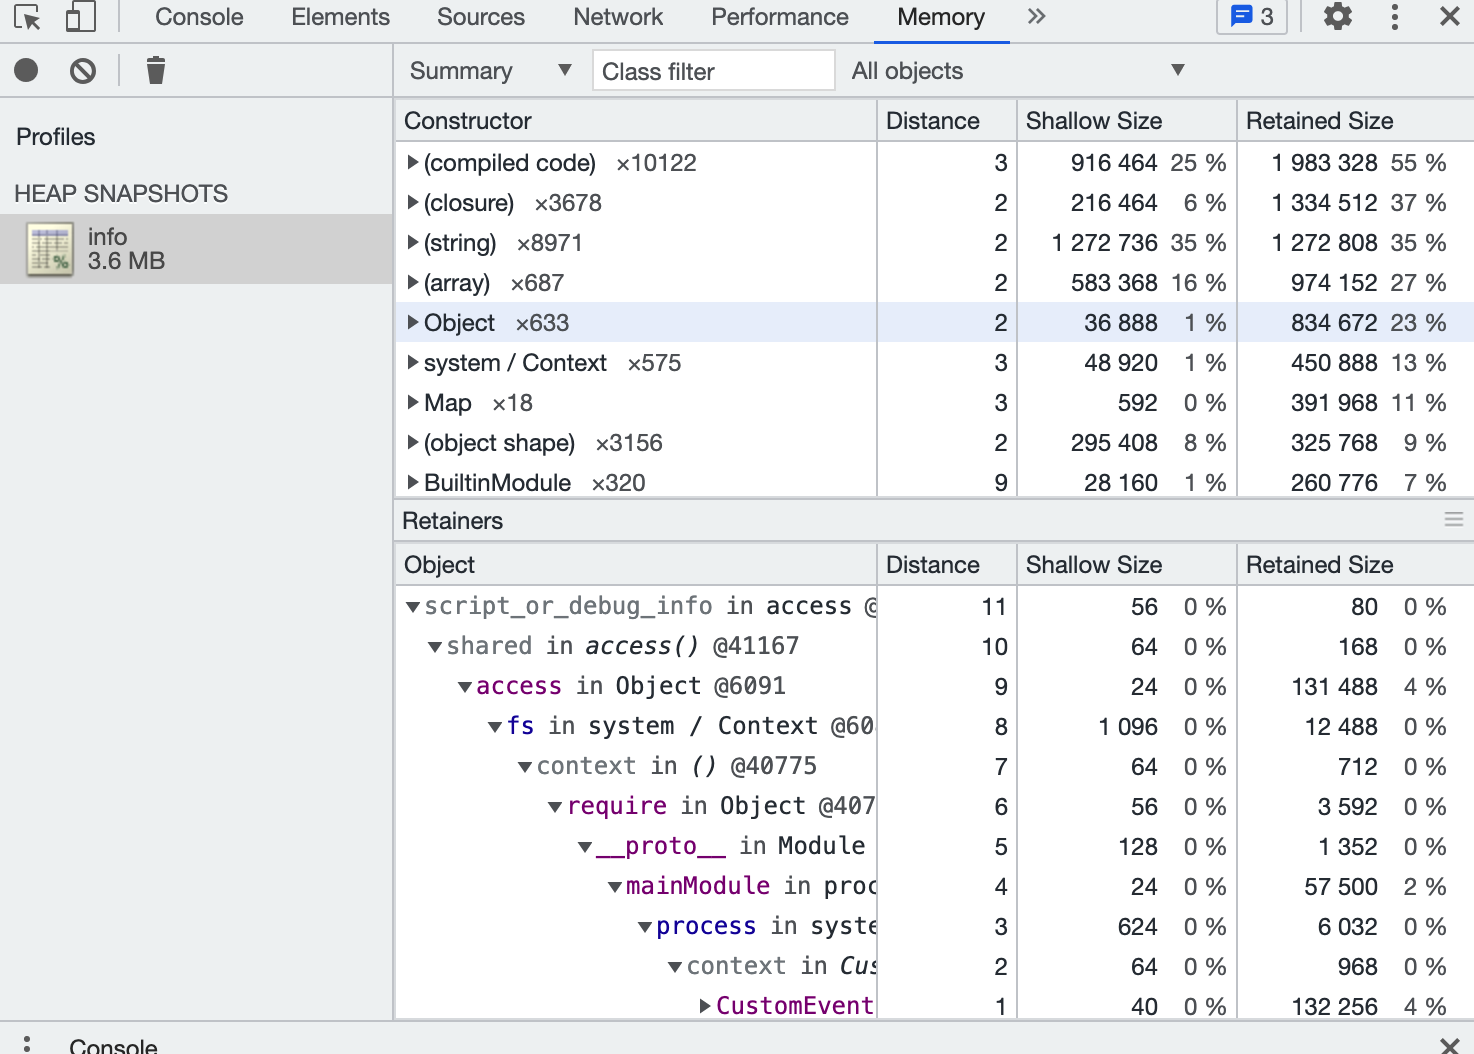 Console Elements Sources Network Performance Memory » 3
Summary ▼ Class filter All objects ▼
Profiles
HEAP SNAPSHOTS
info
3.6 MB
Constructor Distance Shallow Size Retained Size
(compiled code) ×10122 3 916 464 25 % 1 983 328 55 %
(closure) ×3678 2 216 464 6 % 1 334 512 37 %
(string) ×8971 2 1 272 736 35 % 1 272 808 35 %
(array) ×687 2 583 368 16 % 974 152 27 %
Object ×633 2 36 888 1 % 834 672 23 %
system / Context ×575 3 48 920 1 % 450 888 13 %
Map ×18 3 592 0 % 391 968 11 %
(object shape) ×3156 2 295 408 8 % 325 768 9 %
BuiltinModule ×320 9 28 160 1 % 260 776 7 %
Retainers
Object Distance Shallow Size Retained Size
script_or_debug_info in access @ 11 56 0 % 80 0 %
shared in access() @41167 10 64 0 % 168 0 %
access in Object @6091 9 24 0 % 131 488 4 %
fs in system / Context @60 8 1 096 0 % 12 488 0 %
context in () @40775 7 64 0 % 712 0 %
require in Object @407 6 56 0 % 3 592 0 %
__proto__ in Module 5 128 0 % 1 352 0 %
mainModule in proc 4 24 0 % 57 500 2 %
process in syste 3 624 0 % 6 032 0 %
context in Cus 2 64 0 % 968 0 %
CustomEvent 1 40 0 % 132 256 4 %
Console